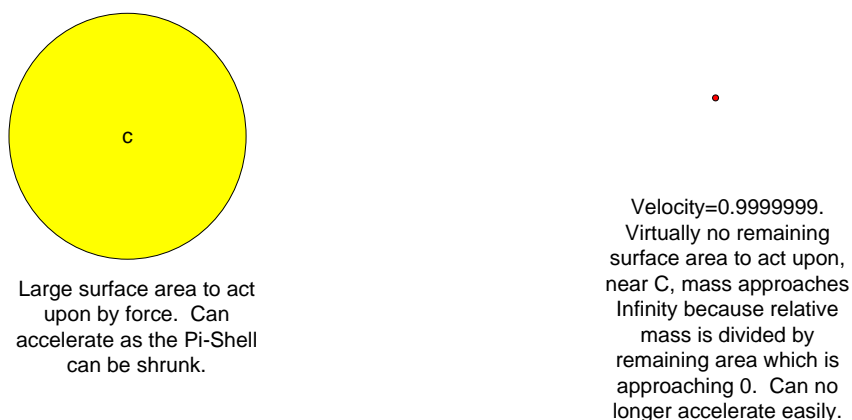 c
Large surface area to act
upon by force. Can
accelerate as the Pi-Shell
can be shrunk.
Velocity=0.9999999.
Virtually no remaining
surface area to act upon,
near C, mass approaches
Infinity because relative
mass is divided by
remaining area which is
approaching 0. Can no
longer accelerate easily.